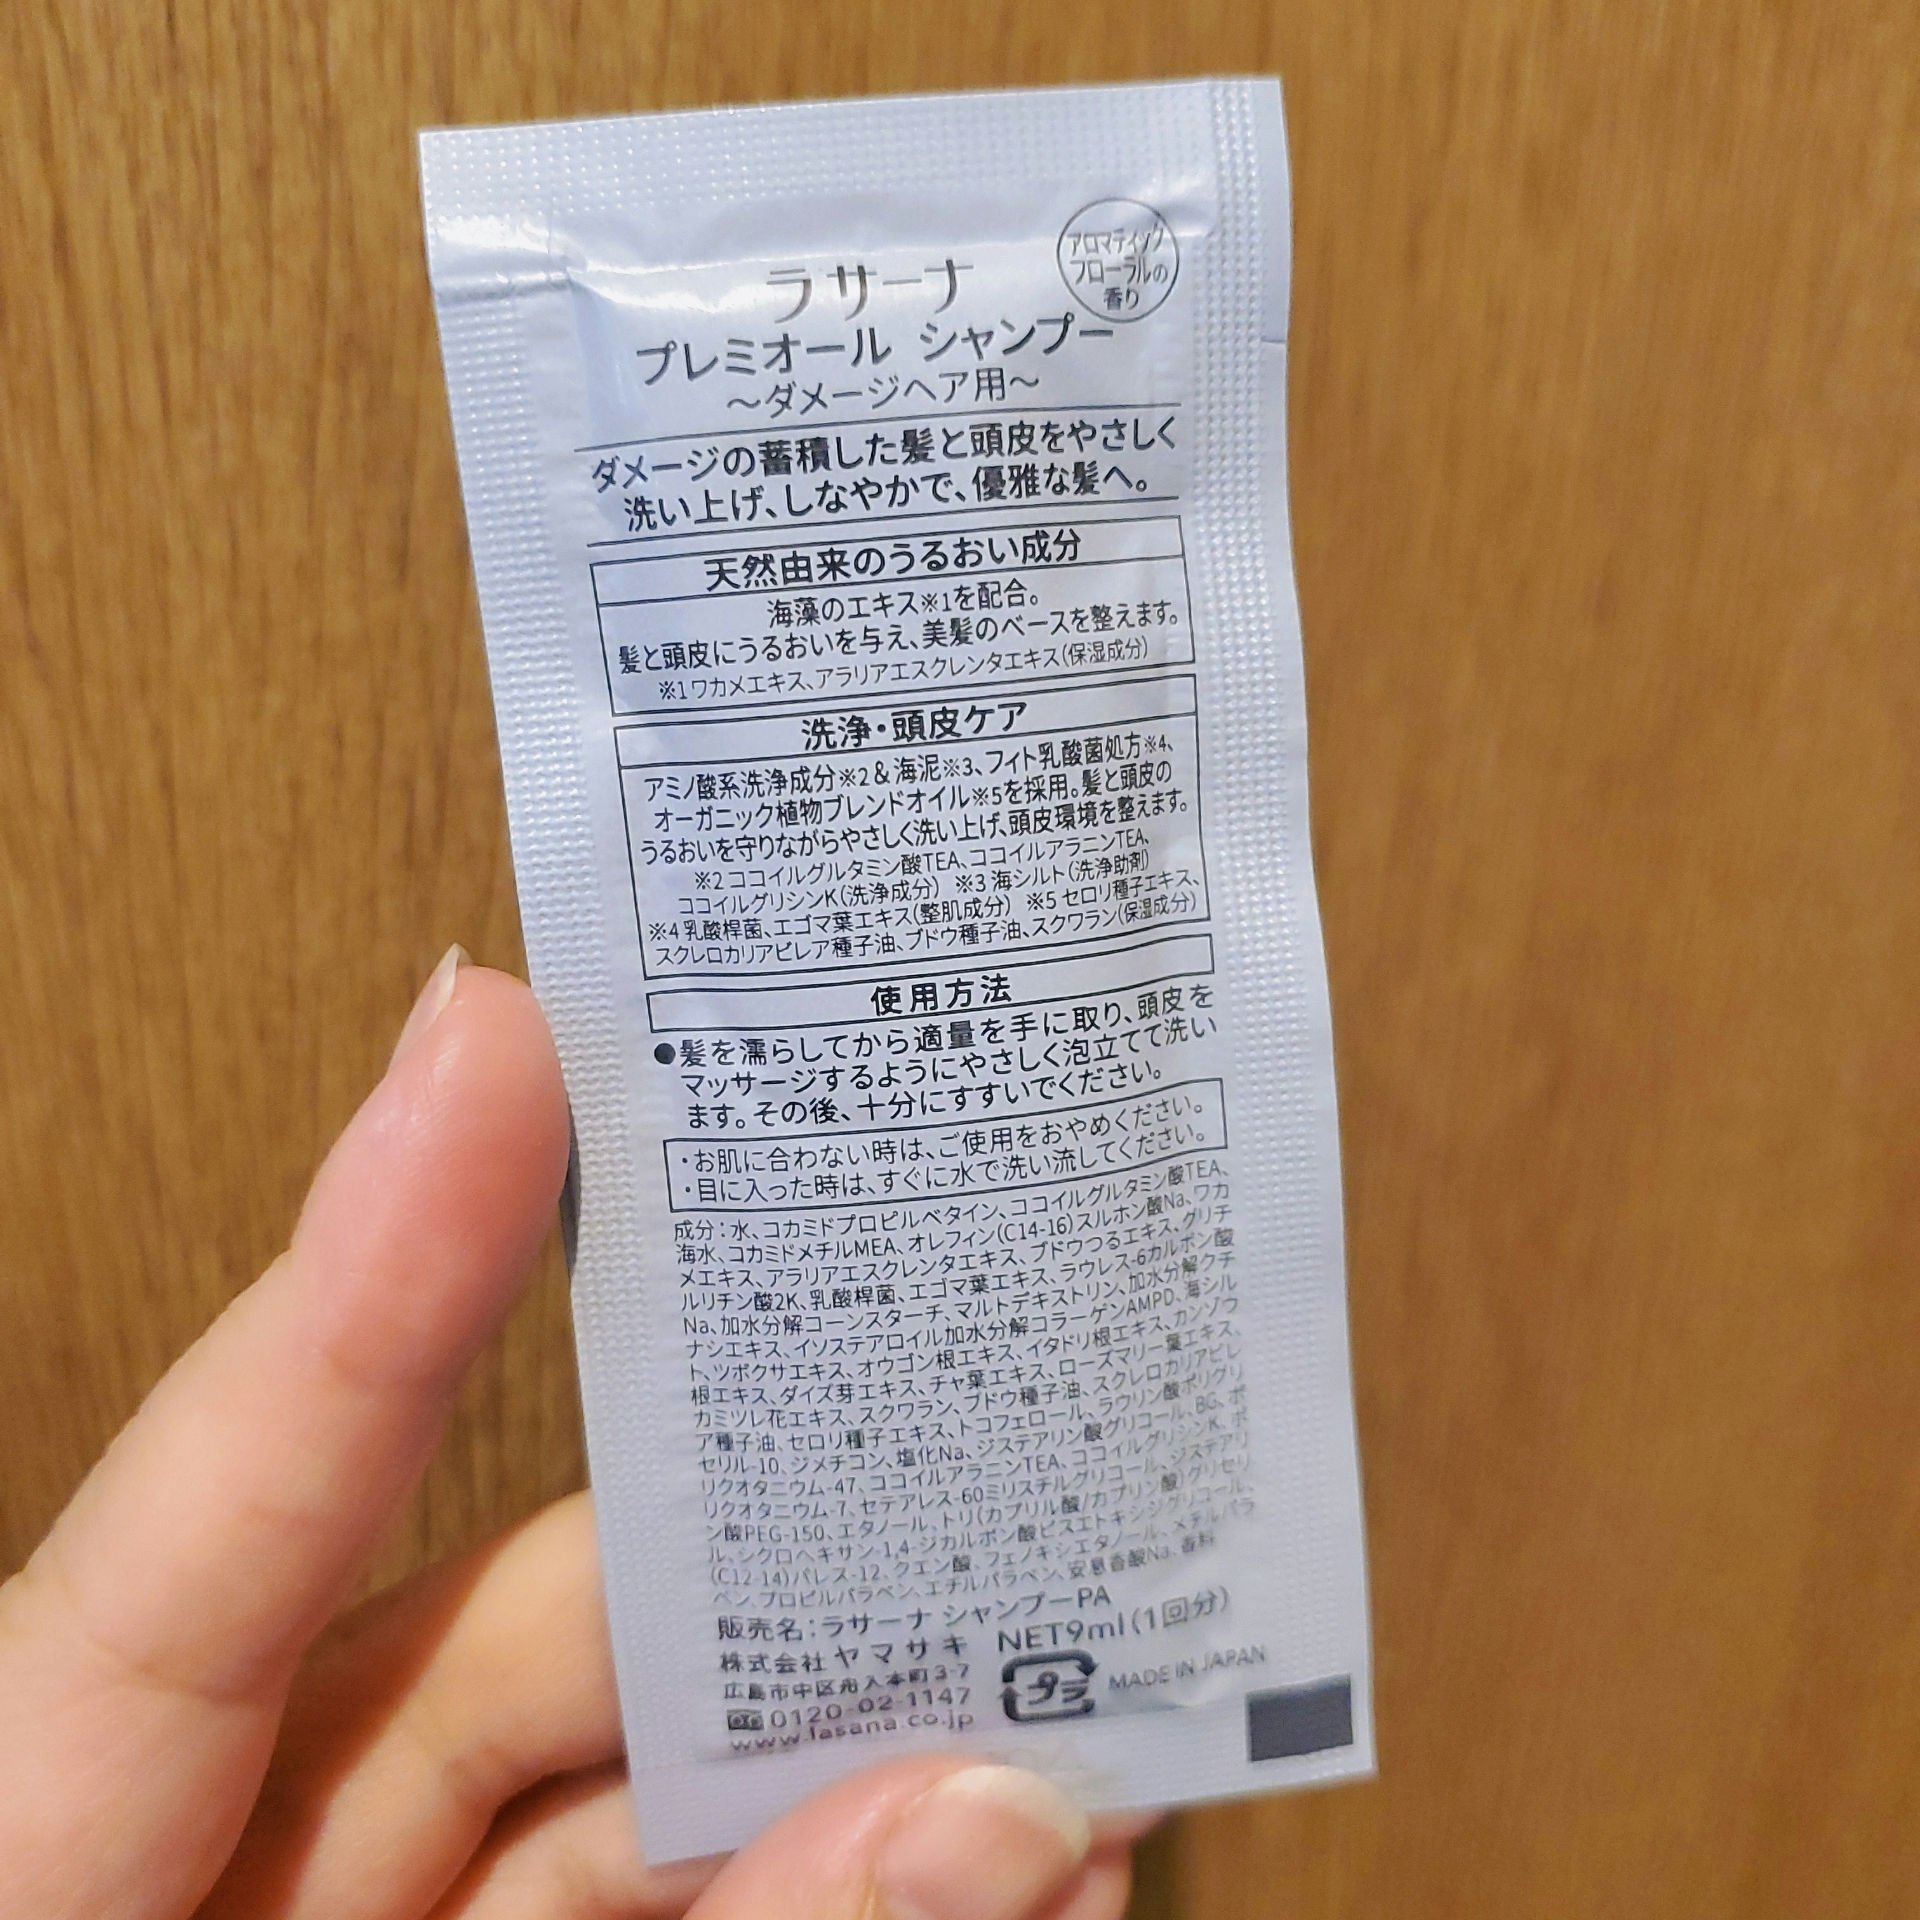 アロマティック
フローラルの
香り
ラサーナ
プレミオール シャンプー
～ダメージヘア用～
ダメージの蓄積した髪と頭皮をやさしく
洗い上げ、しなやかで、優雅な髪へ。
天然由来のうるおい成分
海藻のエキス※1を配合。
髪と頭皮にうるおいを与え、美髪のベースを整えます。
※1 ワカメエキス、アラリアエスクレンタエキス(保湿成分)
洗浄・頭皮ケア
アミノ酸系洗浄成分※2＆海泥※3、フィト乳酸菌処方※4、
オーガニック植物ブレンドオイル※5を採用。髪と頭皮の
うるおいを守りながらやさしく洗い上げ、頭皮環境を整えます。
※2 ココイルグルタミン酸TEA、ココイルアラニンTEA、
ココイルグリシンK(洗浄成分) ※3 海シルト(洗浄助剤)
※4 乳酸桿菌、エゴマ葉エキス(整肌成分) ※5 セロリ種子エキス、
スクレロカリアビレア種子油、ブドウ種子油、スクワラン(保湿成分)
使用方法
●髪を濡らしてから適量を手に取り、頭皮を
マッサージするようにやさしく泡立てて洗い
ます。その後、十分にすすいでください。
・お肌に合わない時は、ご使用をおやめください。
・目に入った時は、すぐに水で洗い流してください。
成分：水、コカミドプロピルベタイン、ココイルグルタミン酸TEA、
海水、コカミドメチルMEA、オレフィン(C14-16)スルホン酸Na、ワカ
メエキス、アラリアエスクレンタエキス、ブドウつるエキス、グリチ
ルリチン酸2K、乳酸桿菌、エゴマ葉エキス、ラウレス-6カルボン酸
Na、加水分解コーンスターチ、マルトデキストリン、加水分解クチ
ナシエキス、イソステアロイル加水分解コラーゲンAMPD、海シル
ト、ツボクサエキス、オウゴン根エキス、イタドリ根エキス、カンゾウ
根エキス、ダイズ芽エキス、チャ葉エキス、ローズマリー葉エキス、
カミツレ花エキス、スクワラン、ブドウ種子油、スクレロカリアビレ
ア種子油、セロリ種子エキス、トコフェロール、ラウリン酸ポリグリ
セリル-10、ジメチコン、塩化Na、ジステアリン酸グリコール、BG、ポ
リクオタニウム-47、ココイルアラニンTEA、ココイルグリシンK、ポ
リクオタニウム-7、セテアレス-60ミリスチルグリコール、ジステアリ
ン酸PEG-150、エタノール、トリ(カプリル酸/カプリン酸)グリセリ
ル、シクロヘキサン-1,4-ジカルボン酸ビスエトキシジグリコール、
(C12-14)パレス-12、クエン酸、フェノキシエタノール、メチルパラ
ベン、プロピルパラベン、エチルパラベン、安息香酸Na、香料
販売名：ラサーナ シャンプーPA
株式会社 ヤマサキ NET9ml(1回分)
広島市中区舟入本町3-7
0120-02-1147
www.lasana.co.jp
プラ
MADE IN JAPAN